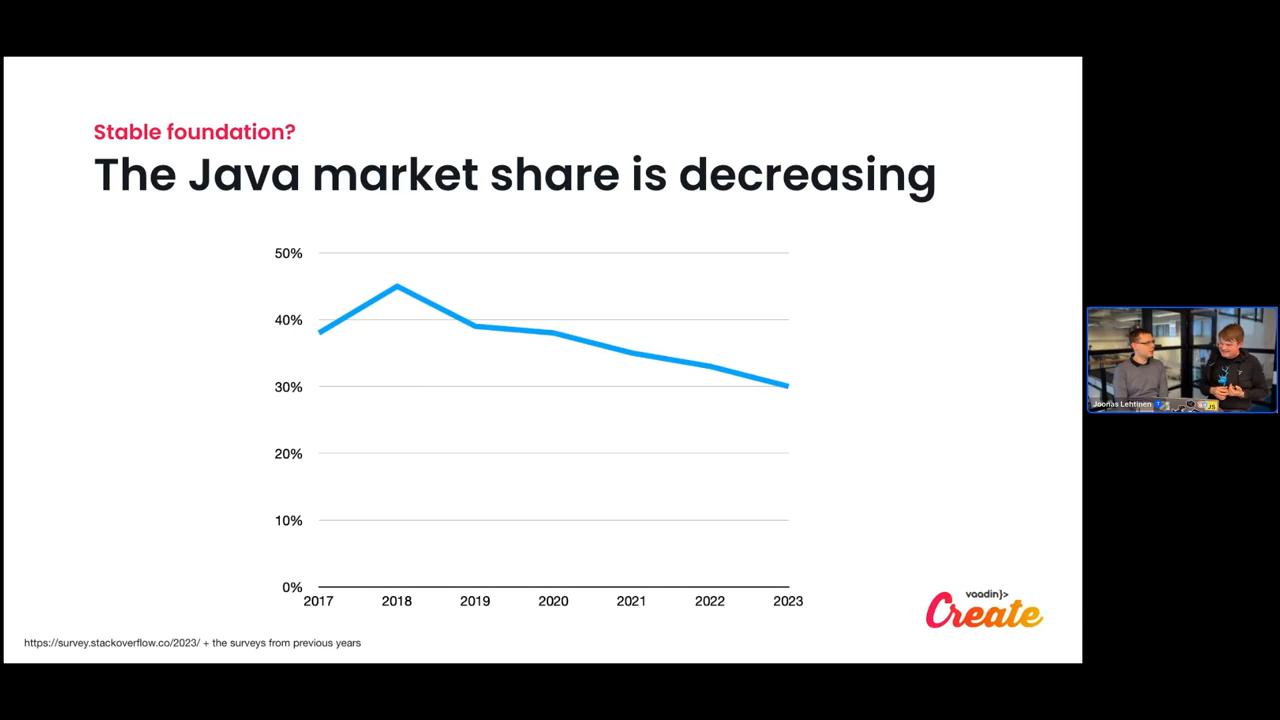 Stable foundation?
The Java market share is decreasing
50%
40%
30%
20%
10%
0%
2017 2018 2019 2020 2021 2022 2023
vaadin}>
Create
https://survey.stackoverflow.co/2023/ + the surveys from previous years
Joonas Lehtinen
JS